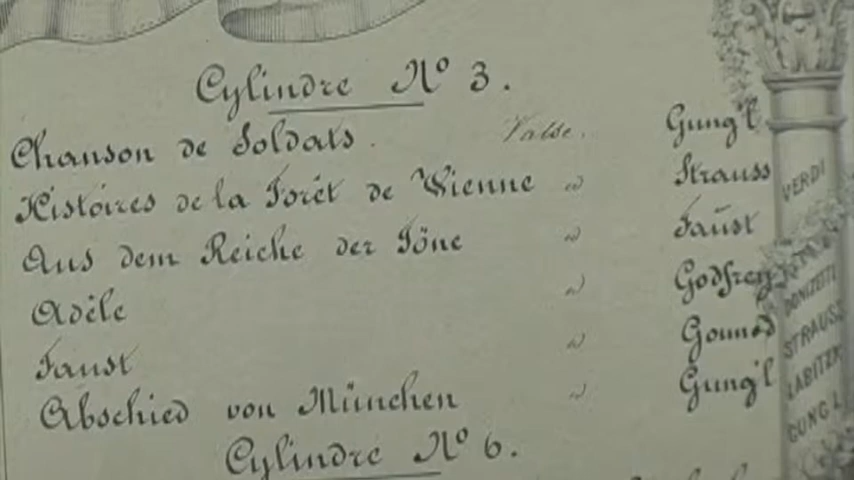 Cylindre No 3.
Chanson de Soldats. Valse. Gung'l
Histoires de la Forêt de Vienne " Strauss
Aus dem Reiche der Töne " Faust
Adèle " Godfrey
Faust " Gounod
Abschied von München " Gung'l
Cylindre No 6.
VERDI
DONIZETTI
STRAUSS
LABITZKY
GUNG'L